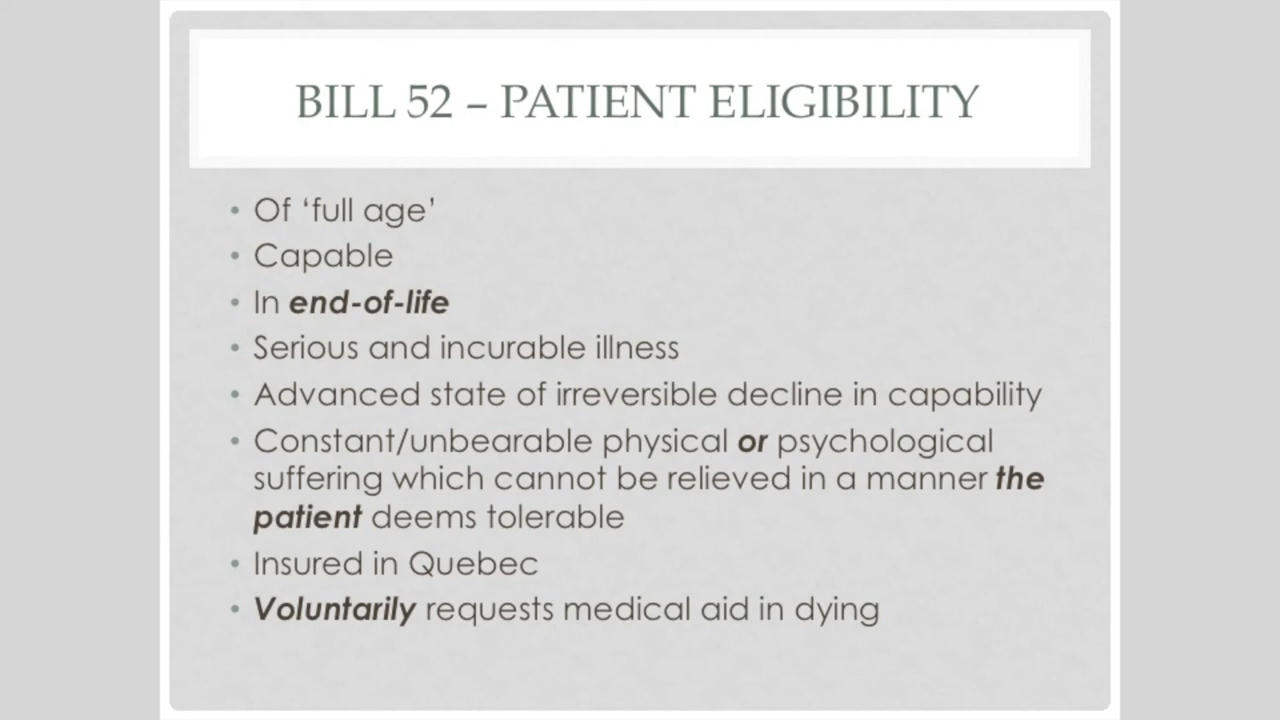 BILL 52 – PATIENT ELIGIBILITY
• Of ‘full age’
• Capable
• In end-of-life
• Serious and incurable illness
• Advanced state of irreversible decline in capability
• Constant/unbearable physical or psychological
suffering which cannot be relieved in a manner the
patient deems tolerable
• Insured in Quebec
• Voluntarily requests medical aid in dying